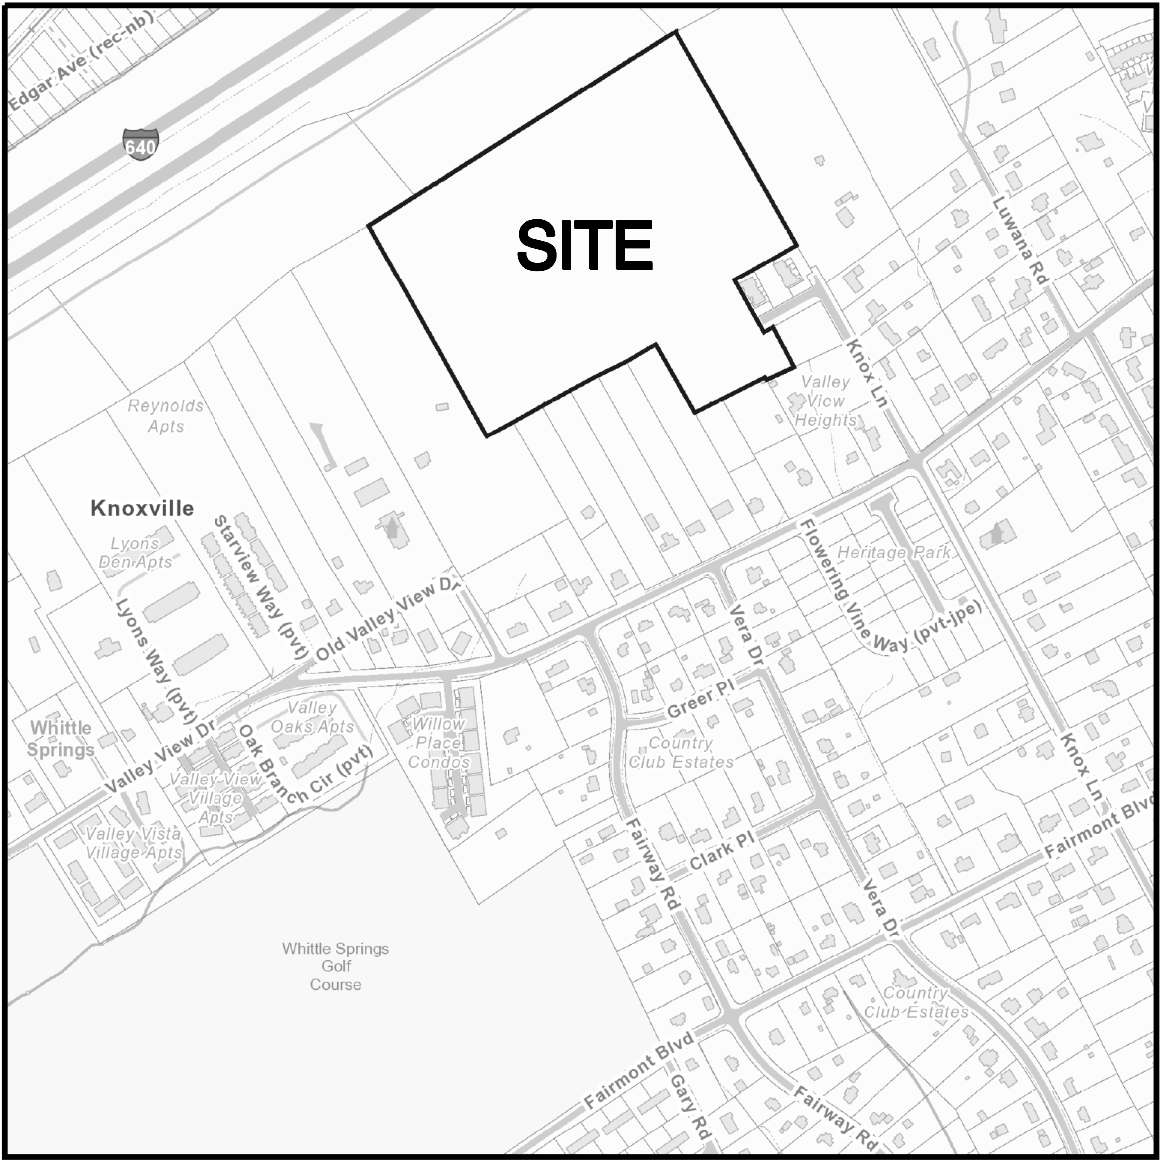 Edgar Ave (rec-nb)
640
SITE
Luwana Rd
Knox Ln
Valley
View
Heights
Reynolds
Apts
Knoxville
Lyons
Den Apts
Starview Way (pvt)
Lyons Way (pvt)
Old Valley View Dr
Flowering Vine Way (pvt-jpe)
Heritage Park
Vera Dr
Greer Pl
Whittle
Springs
Valley View Dr
Valley
Oaks Apts
Oak Branch Cir (pvt)
Willow
Place
Condos
Country
Club Estates
Knox Ln
Valley View
Village
Apts
Valley Vista
Village Apts
Fairway Rd
Clark Pl
Fairmont Blvd
Vera Dr
Whittle Springs
Golf
Course
Country
Club Estates
Fairmont Blvd
Gary Rd
Fairway Rd